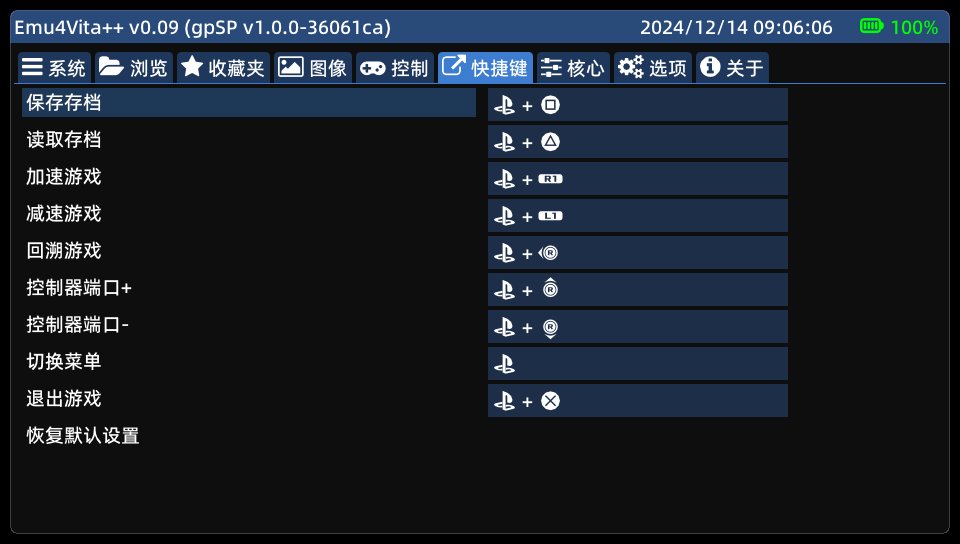 Emu4Vita++ v0.09 (gpSP v1.0.0-36061ca) 2024/12/14 09:06:06 100%
系统 浏览 收藏夹 图像 控制 快捷键 核心 选项 关于
保存存档 +
读取存档 +
加速游戏 + R1
减速游戏 + L1
回溯游戏 + R
控制器端口+ + R
控制器端口- + R
切换菜单
退出游戏 +
恢复默认设置